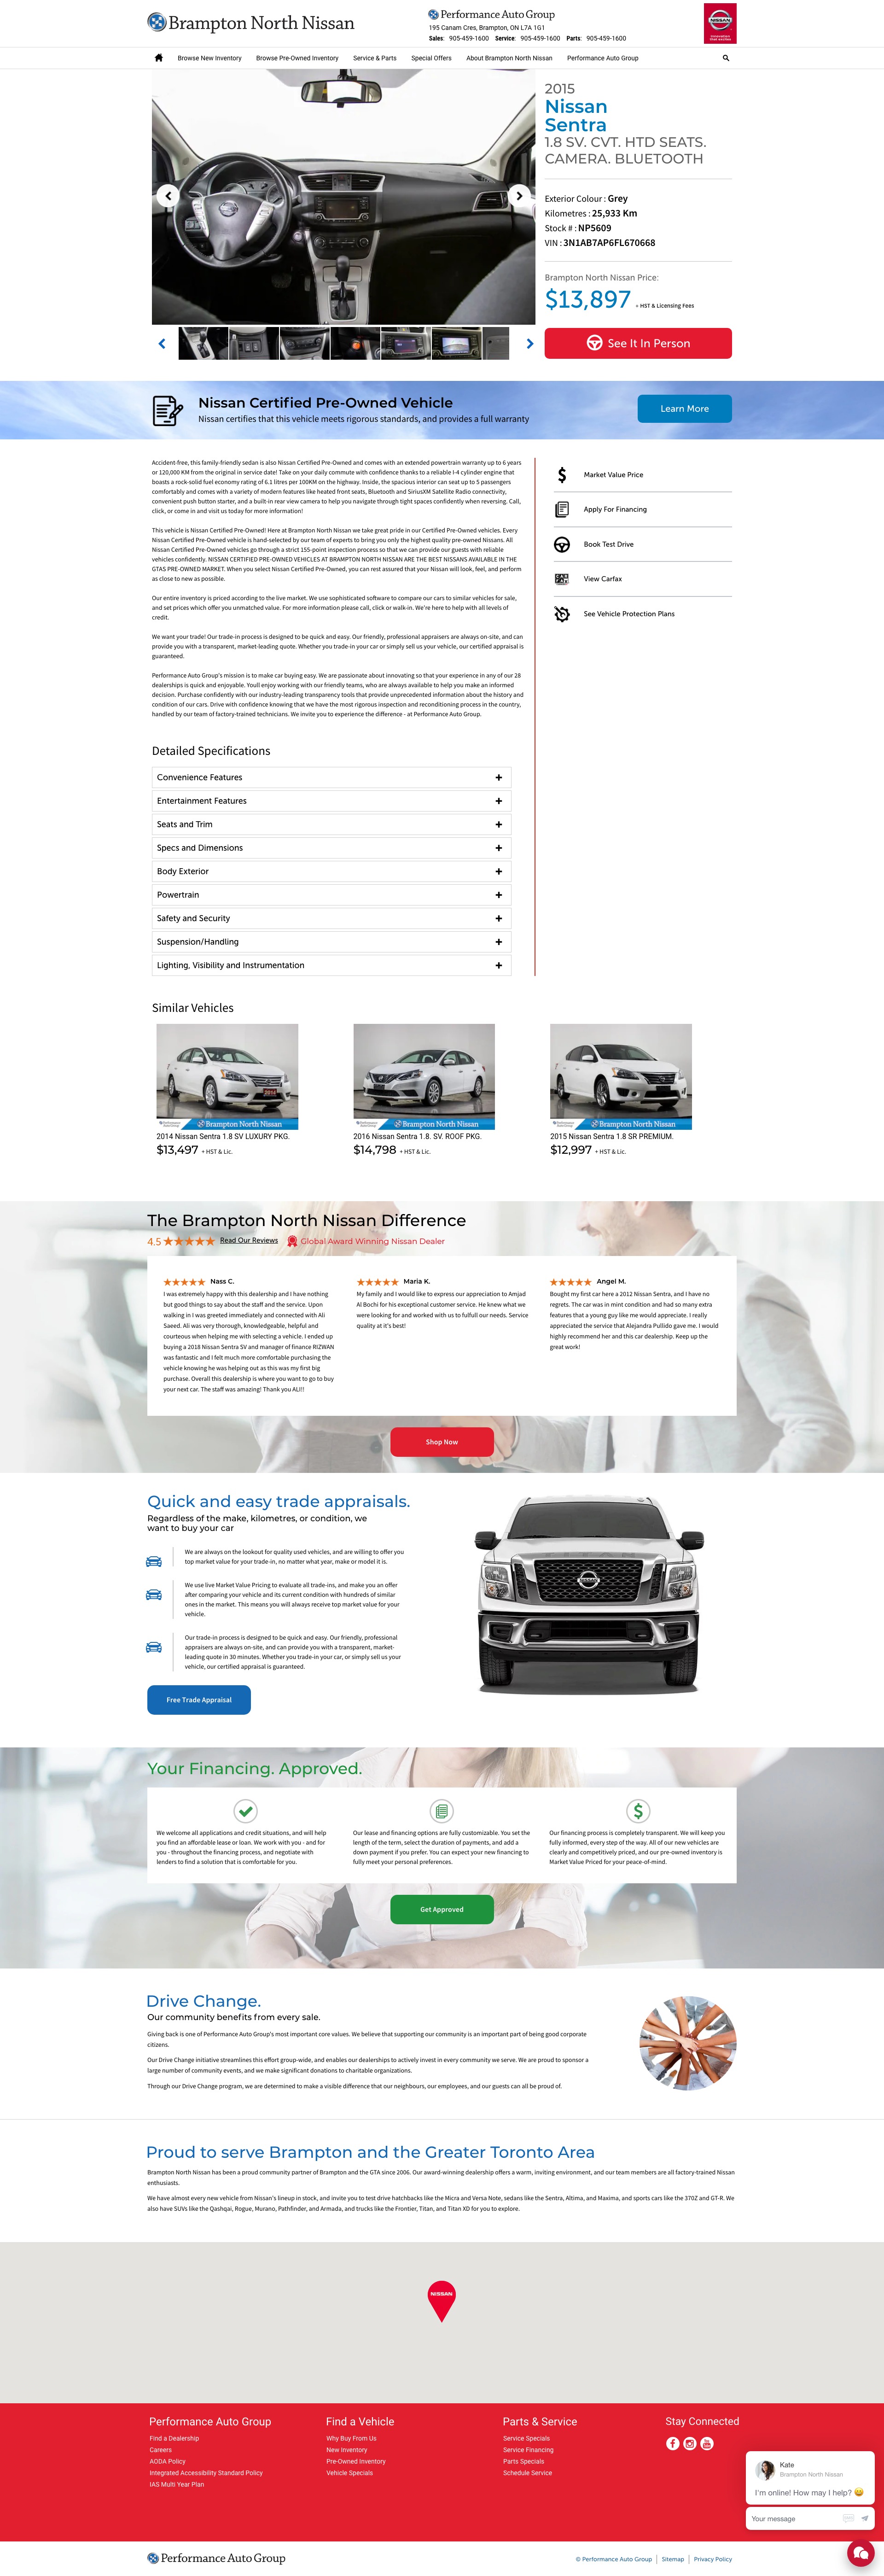 Brampton North Nissan
Performance Auto Group
195 Canam Cres, Brampton, ON L7A 1G1
Sales: 905-459-1600 Service: 905-459-1600 Parts: 905-459-1600
NISSAN
Browse New Inventory Browse Pre-Owned Inventory Service & Parts Special Offers About Brampton North Nissan Performance Auto Group
2015
Nissan
Sentra
1.8 SV. CVT. HTD SEATS.
CAMERA. BLUETOOTH
Exterior Colour : Grey
Kilometres : 25,933 Km
Stock # : NP5609
VIN : 3N1AB7AP6FL670668
Brampton North Nissan Price:
$13,897 + HST & Licensing Fees
See It In Person
Nissan Certified Pre-Owned Vehicle
Nissan certifies that this vehicle meets rigorous standards, and provides a full warranty
Learn More
Accident-free, this family-friendly sedan is also Nissan Certified Pre-Owned and comes with an extended powertrain warranty up to 6 years
or 120,000 KM from the original in service date! Take on your daily commute with confidence thanks to a reliable I-4 cylinder engine that
boasts a rock-solid fuel economy rating of 6.1 litres per 100KM on the highway. Inside, the spacious interior can seat up to 5 passengers
comfortably and comes with a variety of modern features like heated front seats, Bluetooth and SiriusXM Satellite Radio connectivity,
convenient push button starter, and a built-in rear view camera to help you navigate through tight spaces confidently when reversing. Call,
click, or come in and visit us today for more information!
This vehicle is Nissan Certified Pre-Owned! Here at Brampton North Nissan we take great pride in our Certified Pre-Owned vehicles. Every
Nissan Certified Pre-Owned vehicle is hand-selected by our team of experts to bring you only the highest quality pre-owned Nissans. All
Nissan Certified Pre-Owned vehicles go through a strict 155-point inspection process so that we can provide our guests with reliable
vehicles confidently. NISSAN CERTIFIED PRE-OWNED VEHICLES AT BRAMPTON NORTH NISSAN ARE THE BEST NISSANS AVAILABLE IN THE
GTAS PRE-OWNED MARKET. When you select Nissan Certified Pre-Owned, you can rest assured that your Nissan will look, feel, and perform
as close to new as possible.
Our entire inventory is priced according to the live market. We use sophisticated software to compare our cars to similar vehicles for sale,
and set prices which offer you unmatched value. For more information please call, click or walk-in. We're here to help with all levels of
credit.
We want your trade! Our trade-in process is designed to be quick and easy. Our friendly, professional appraisers are always on-site, and can
provide you with a transparent, market-leading quote. Whether you trade-in your car or simply sell us your vehicle, our certified appraisal is
guaranteed.
Performance Auto Group's mission is to make car buying easy. We are passionate about innovating so that your experience in any of our 28
dealerships is quick and enjoyable. Youll enjoy working with our friendly teams, who are always available to help you make an informed
decision. Purchase confidently with our industry-leading transparency tools that provide unprecedented information about the history and
condition of our cars. Drive with confidence knowing that we have the most rigorous inspection and reconditioning process in the country,
handled by our team of factory-trained technicians. We invite you to experience the difference - at Performance Auto Group.
Market Value Price
Apply For Financing
Book Test Drive
View Carfax
See Vehicle Protection Plans
Detailed Specifications
Convenience Features
Entertainment Features
Seats and Trim
Specs and Dimensions
Body Exterior
Powertrain
Safety and Security
Suspension/Handling
Lighting, Visibility and Instrumentation
Similar Vehicles
Brampton North Nissan
Brampton North Nissan
Brampton North Nissan
2014 Nissan Sentra 1.8 SV LUXURY PKG.
$13,497 + HST & Lic.
2016 Nissan Sentra 1.8. SV. ROOF PKG.
$14,798 + HST & Lic.
2015 Nissan Sentra 1.8 SR PREMIUM.
$12,997 + HST & Lic.
The Brampton North Nissan Difference
4.5 Read Our Reviews Global Award Winning Nissan Dealer
Nass C.
I was extremely happy with this dealership and I have nothing
but good things to say about the staff and the service. Upon
walking in I was greeted immediately and connected with Ali
Saeed. Ali was very thorough, knowledgeable, helpful and
courteous when helping me with selecting a vehicle. I ended up
buying a 2018 Nissan Sentra SV and manager of finance RIZWAN
was fantastic and I felt much more comfortable purchasing the
vehicle knowing he was helping out as this was my first big
purchase. Overall this dealership is where you want to go to buy
your next car. The staff was amazing! Thank you ALI!!
Maria K.
My family and I would like to express our appreciation to Amjad
Al Bochi for his exceptional customer service. He knew what we
were looking for and worked with us to fulfull our needs. Service
quality at it's best!
Angel M.
Bought my first car here a 2012 Nissan Sentra, and I have no
regrets. The car was in mint condition and had so many extra
features that a young guy like me would appreciate. I really
appreciated the service that Alejandra Pullido gave me. I would
highly recommend her and this car dealership. Keep up the
great work!
Shop Now
Quick and easy trade appraisals.
Regardless of the make, kilometres, or condition, we
want to buy your car
We are always on the lookout for quality used vehicles, and are willing to offer you
top market value for your trade-in, no matter what year, make or model it is.
We use live Market Value Pricing to evaluate all trade-ins, and make you an offer
after comparing your vehicle and its current condition with hundreds of similar
ones in the market. This means you will always receive top market value for your
vehicle.
Our trade-in process is designed to be quick and easy. Our friendly, professional
appraisers are always on-site, and can provide you with a transparent, market-
leading quote in 30 minutes. Whether you trade-in your car, or simply sell us your
vehicle, our certified appraisal is guaranteed.
Free Trade Appraisal
NISSAN
Your Financing. Approved.
We welcome all applications and credit situations, and will help
you find an affordable lease or loan. We work with you - and for
you - throughout the financing process, and negotiate with
lenders to find a solution that is comfortable for you.
Our lease and financing options are fully customizable. You set the
length of the term, select the duration of payments, and add a
down payment if you prefer. You can expect your new financing to
fully meet your personal preferences.
Our financing process is completely transparent. We will keep you
fully informed, every step of the way. All of our new vehicles are
clearly and competitively priced, and our pre-owned inventory is
Market Value Priced for your peace-of-mind.
Get Approved
Drive Change.
Our community benefits from every sale.
Giving back is one of Performance Auto Group's most important core values. We believe that supporting our community is an important part of being good corporate
citizens.
Our Drive Change initiative streamlines this effort group-wide, and enables our dealerships to actively invest in every community we serve. We are proud to sponsor a
large number of community events, and we make significant donations to charitable organizations.
Through our Drive Change program, we are determined to make a visible difference that our neighbours, our employees, and our guests can all be proud of.
Proud to serve Brampton and the Greater Toronto Area
Brampton North Nissan has been a proud community partner of Brampton and the GTA since 2006. Our award-winning dealership offers a warm, inviting environment, and our team members are all factory-trained Nissan
enthusiasts.
We have almost every new vehicle from Nissan's lineup in stock, and invite you to test drive hatchbacks like the Micra and Versa Note, sedans like the Sentra, Altima, and Maxima, and sports cars like the 370Z and GT-R. We
also have SUVs like the Qashqai, Rogue, Murano, Pathfinder, and Armada, and trucks like the Frontier, Titan, and Titan XD for you to explore.
NISSAN
Performance Auto Group
Find a Dealership
Careers
AODA Policy
Integrated Accessibility Standard Policy
IAS Multi Year Plan
Find a Vehicle
Why Buy From Us
New Inventory
Pre-Owned Inventory
Vehicle Specials
Parts & Service
Service Specials
Service Financing
Parts Specials
Schedule Service
Stay Connected
Kate
Brampton North Nissan
I'm online! How may I help? 😀
Your message
Performance Auto Group
© Performance Auto Group Sitemap Privacy Policy